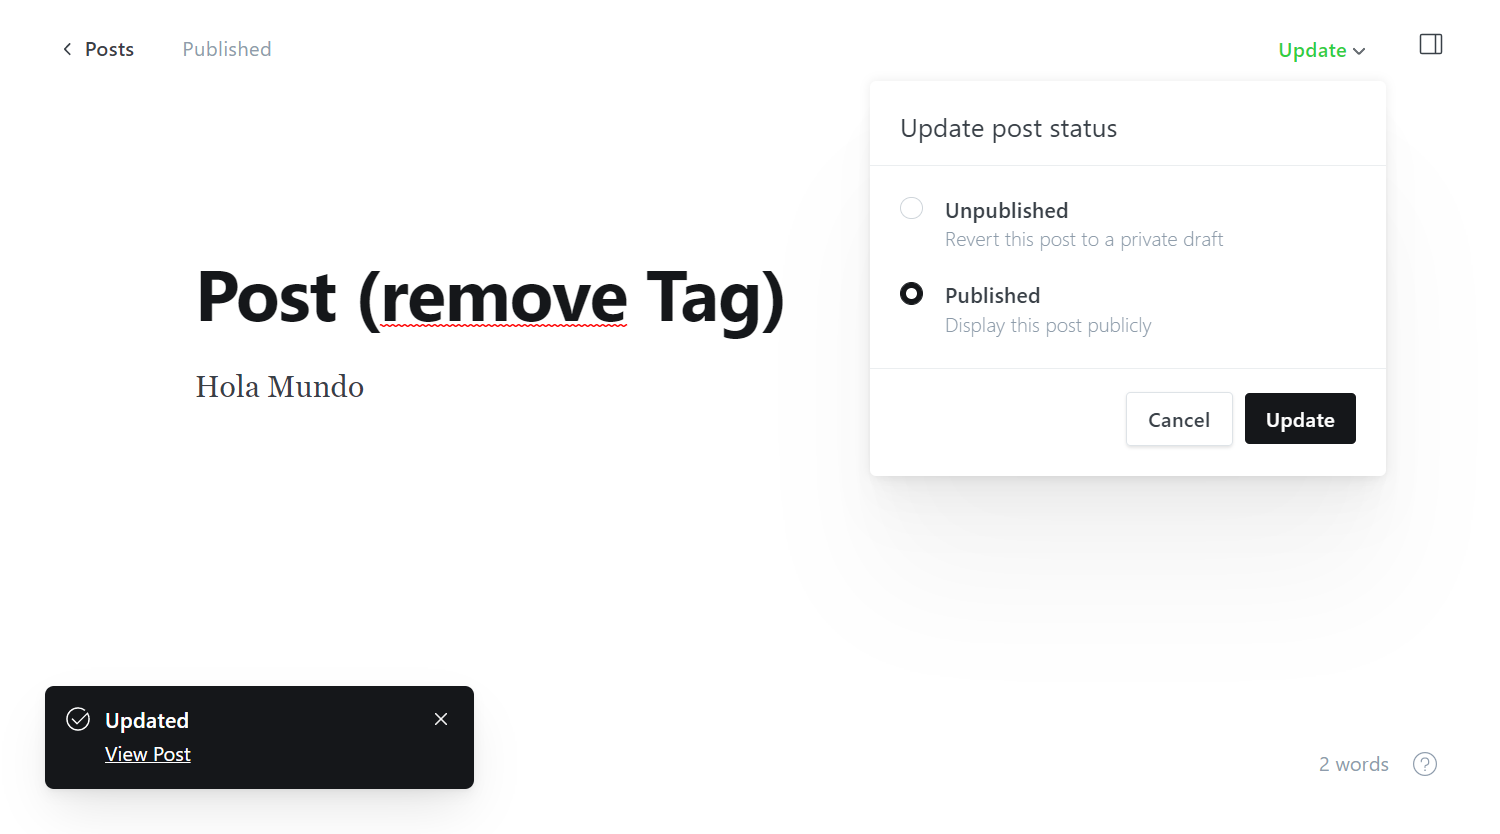 Posts
Published
Update
Update post status
Unpublished
Revert this post to a private draft
Published
Display this post publicly
Cancel
Update
Post (remove Tag)
Hola Mundo
Updated
View Post
2 words
?